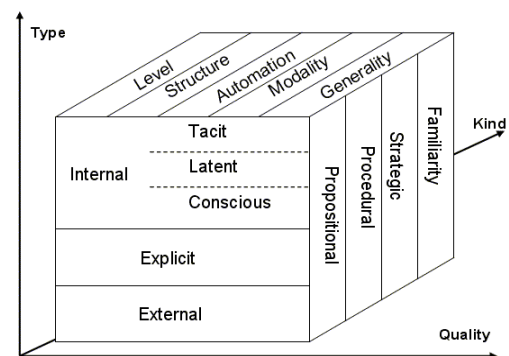 Type
Level
Structure
Automation
Modality
Generality
Kind
Tacit
Internal
Latent
Conscious
Propositional
Procedural
Strategic
Familiarity
Explicit
External
Quality